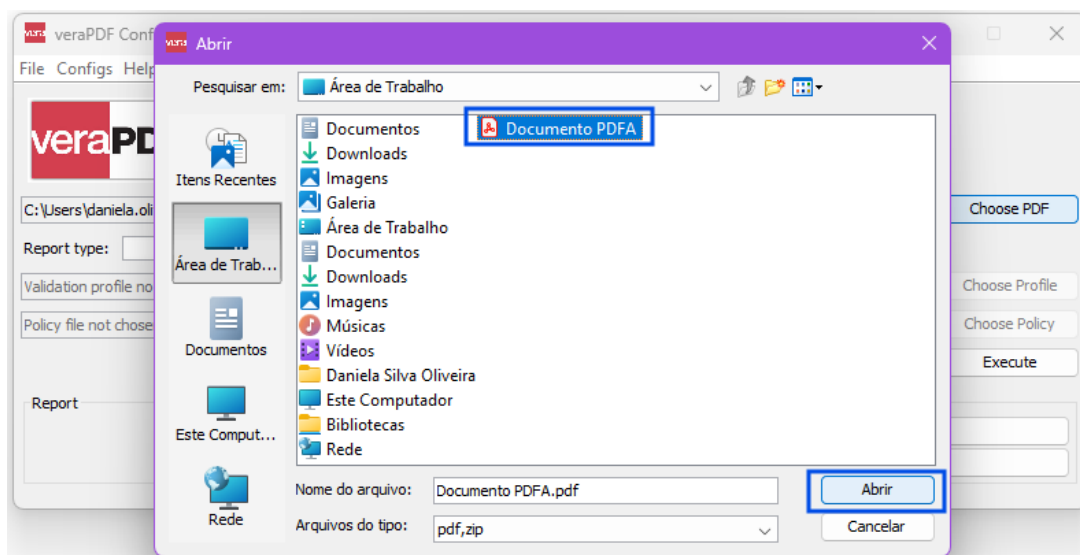 vera veraPDF Conf
File Configs Help
veraPD
C:\Users\daniela.oli
Choose PDF
Report type:
Validation profile no
Choose Profile
Policy file not chose
Choose Policy
Execute
Report
vera Abrir
Pesquisar em:
Área de Trabalho
Itens Recentes
Área de Trab...
Documentos
Este Comput...
Rede
Documentos
Downloads
Imagens
Galeria
Área de Trabalho
Documentos
Downloads
Imagens
Músicas
Vídeos
Daniela Silva Oliveira
Este Computador
Bibliotecas
Rede
Documento PDFA
Nome do arquivo:
Documento PDFA.pdf
Abrir
Arquivos do tipo:
pdf,zip
Cancelar